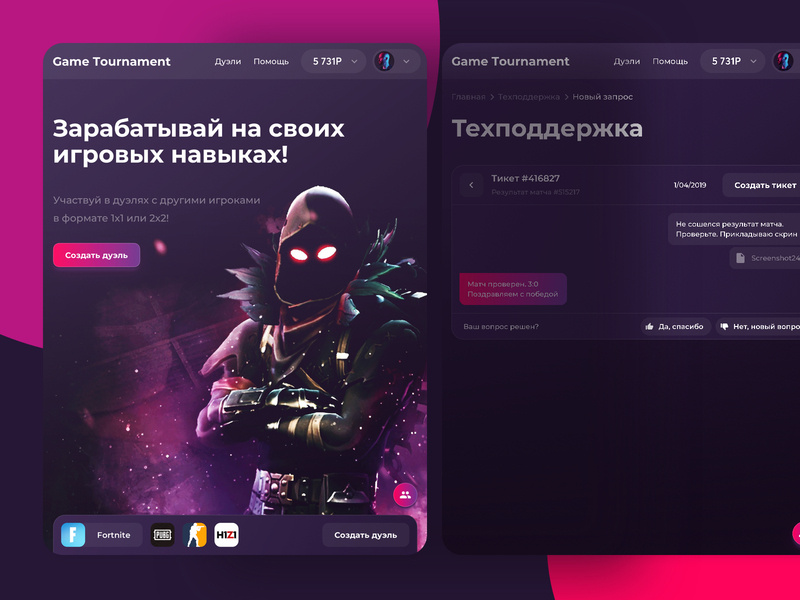 Game Tournament
Дуэли
Помощь
5 731Р
Зарабатывай на своих
игровых навыках!
Участвуй в дуэлях с другими игроками
в формате 1x1 или 2x2!
Создать дуэль
F
Fortnite
PUBG
H1Z1
Создать дуэль
Game Tournament
Дуэли
Помощь
5 731Р
Главная > Техподдержка > Новый запрос
Техподдержка
Тикет #416827
Результат матча #515217
1/04/2019
Создать тикет
Не сошелся результат матча.
Проверьте. Прикладываю скрин
Screenshot24
Матч проверен. 3:0
Поздравляем с победой
Ваш вопрос решен?
Да, спасибо
Нет, новый вопро